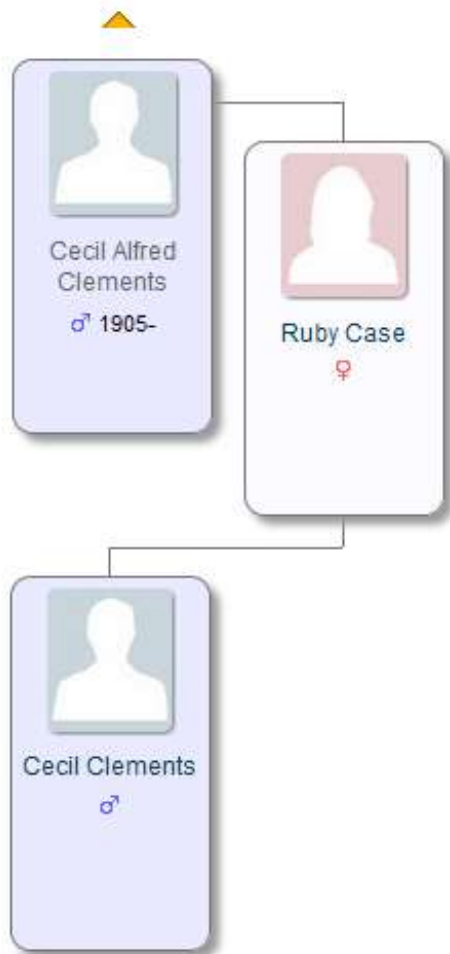 Cecil Alfred
Clements
♂ 1905-
Ruby Case
♀
Cecil Clements
♂